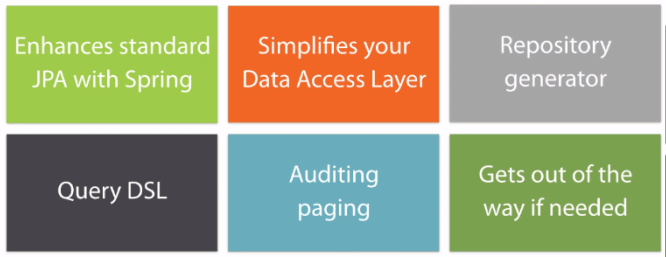 Enhances standard
JPA with Spring
Simplifies your
Data Access Layer
Repository
generator
Query DSL
Auditing
paging
Gets out of the
way if needed